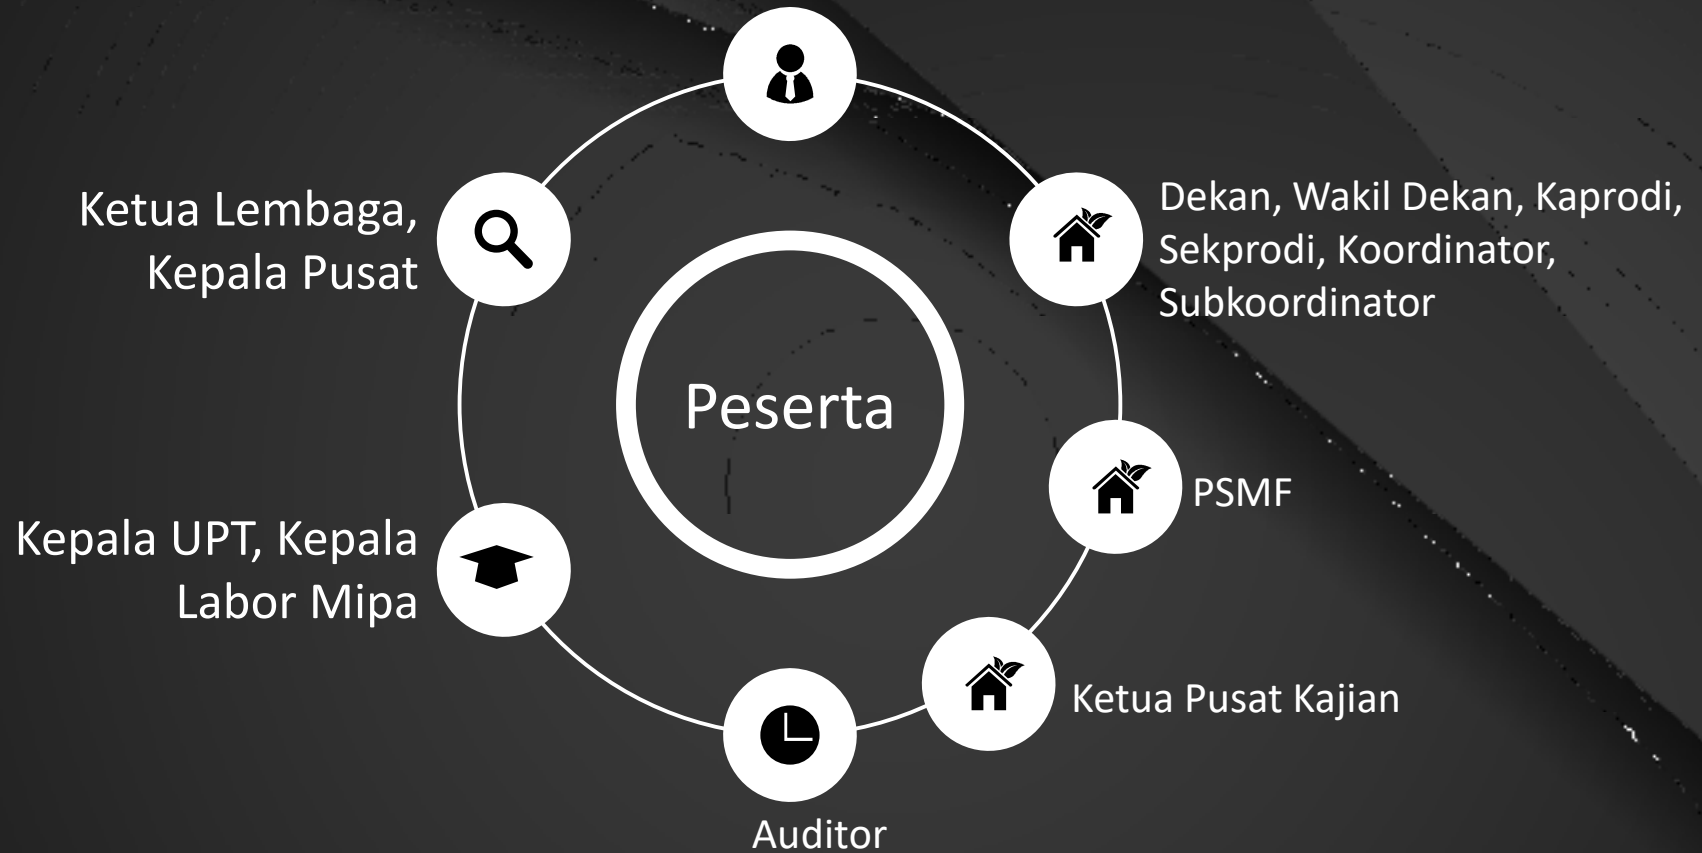 Ketua Lembaga,
Kepala Pusat
Dekan, Wakil Dekan, Kaprodi,
Sekprodi, Koordinator,
Subkoordinator
Peserta
PSMF
Kepala UPT, Kepala
Labor Mipa
Ketua Pusat Kajian
Auditor